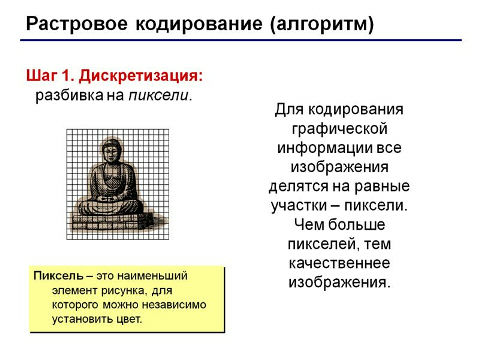 Растровое кодирование (алгоритм)
Шаг 1. Дискретизация:
разбивка на пиксели.
Для кодирования
графической
информации все
изображения
делятся на равные
участки – пиксели.
Чем больше
пикселей, тем
качественнее
изображения.
Пиксель – это наименьший
элемент рисунка, для
которого можно независимо
установить цвет.